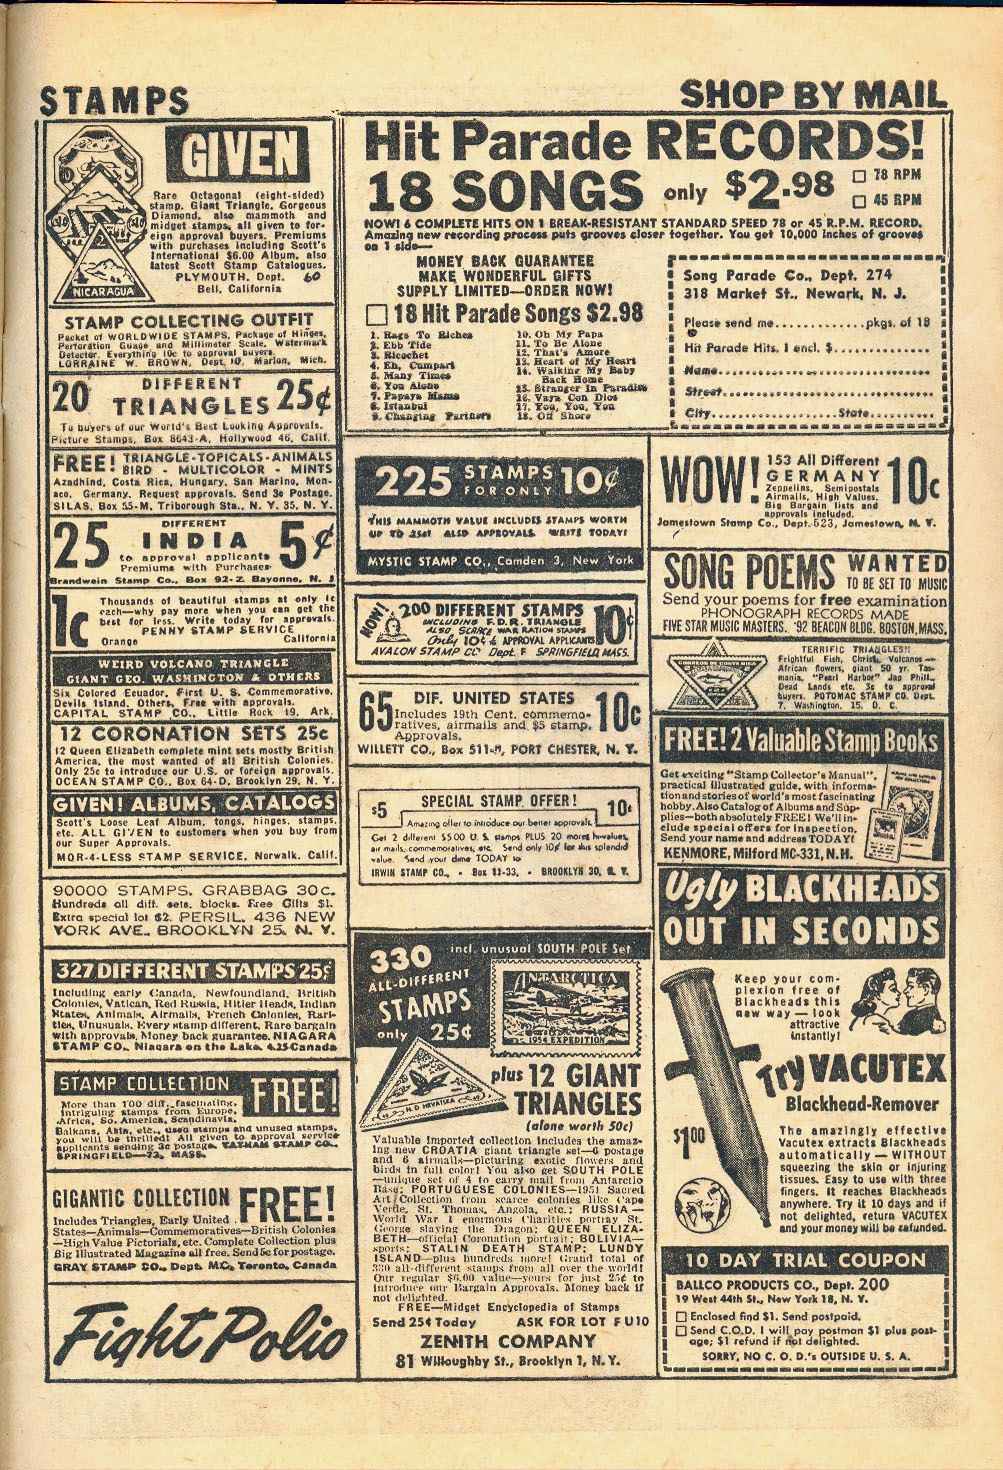 STAMPS
SHOP BY MAIL
GIVEN
Rare Octagonal (eight-sided)
stamp. Giant Triangle, Gorgeous
Diamond, also mammoth and
midget stamps, all given to for-
eign approval buyers. Premiums
with purchases including Scott's
International $6.00 Album, also
latest Scott Stamp Catalogues.
PLYMOUTH, Dept. 60
Bell, California
NICARAGUA
STAMP COLLECTING OUTFIT
Packet of WORLDWIDE STAMPS, Package of Hinges,
Perforation Guage and Millimeter Scale, Watermark
Detector. Everything 10c to approval buyers.
LORRAINE W. BROWN, Dept. 10, Marion, Mich.
20 DIFFERENT TRIANGLES 25¢
To buyers of our World's Best Looking Approvals.
Picture Stamps, Box 8643-A, Hollywood 46, Calif.
FREE! TRIANGLE-TOPICALS-ANIMALS
BIRD - MULTICOLOR - MINTS
Azadhind, Costa Rica, Hungary, San Marino, Mon-
aco, Germany. Request approvals. Send 3c Postage.
SILAS, Box 55-M, Triborough Sta., N. Y. 35, N. Y.
25 DIFFERENT INDIA 5¢
to approval applicants
Premiums with Purchases
Brandwein Stamp Co., Box 92-Z Bayonne, N. J
1c
Thousands of beautiful stamps at only 1c
each—why pay more when you can get the
best for less. Write today for approvals.
PENNY STAMP SERVICE
Orange California
WEIRD VOLCANO TRIANGLE
GIANT GEO. WASHINGTON & OTHERS
Six Colored Ecuador, First U. S. Commemorative,
Devils Island, Others, Free with approvals.
CAPITAL STAMP CO., Little Rock 19, Ark.
12 CORONATION SETS 25c
12 Queen Elizabeth complete mint sets mostly British
America, the most wanted of all British Colonies.
Only 25c to introduce our U.S. or foreign approvals.
OCEAN STAMP CO., Box 64-D, Brooklyn 29, N. Y.
GIVEN! ALBUMS, CATALOGS
Scott's Loose Leaf Album, tongs, hinges, stamps,
etc. ALL GIVEN to customers when you buy from
our Super Approvals.
MOR-4-LESS STAMP SERVICE, Norwalk, Calif.
90000 STAMPS. GRABBAG 30C.
Hundreds all diff. sets, blocks. Free Gifts $1.
Extra special lot $2. PERSIL, 436 NEW
YORK AVE., BROOKLYN 25, N. Y.
327 DIFFERENT STAMPS 25¢
Including early Canada, Newfoundland, British
Colonies, Vatican, Red Russia, Hitler Heads, Indian
States, Animals, Airmails, French Colonies, Rari-
ties, Unusuals. Every stamp different. Rare bargain
with approvals. Money back guarantee. NIAGARA
STAMP CO., Niagara on the Lake, 4.25 Canada
STAMP COLLECTION FREE!
More than 100 diff. fascinating,
intriguing stamps from Europe,
Africa, So. America, Scandinavia,
Balkans, Asia, etc., used stamps and unused stamps,
you will be thrilled! All given to approval service
applicants sending 3c postage. TATHAM STAMP CO.,
SPRINGFIELD—73, MASS.
GIGANTIC COLLECTION FREE!
Includes Triangles, Early United
States—Animals—Commemoratives—British Colonies
—High Value Pictorials, etc. Complete Collection plus
Big Illustrated Magazine all free. Send 5c for postage.
GRAY STAMP CO., Dept. MC, Toronto, Canada
Fight Polio
Hit Parade RECORDS!
18 SONGS only $2.98
78 RPM
45 RPM
NOW! 6 COMPLETE HITS ON 1 BREAK-RESISTANT STANDARD SPEED 78 or 45 R.P.M. RECORD.
Amazing new recording process puts grooves closer together. You get 10,000 inches of grooves
on 1 side—
MONEY BACK GUARANTEE
MAKE WONDERFUL GIFTS
SUPPLY LIMITED—ORDER NOW!
18 Hit Parade Songs $2.98
1. Rags To Riches
2. Ebb Tide
3. Ricochet
4. Eh, Cumpari
5. Many Times
6. You Alone
7. Papaya Mama
8. Istanbul
9. Changing Partners
10. Oh My Papa
11. To Be Alone
12. That's Amore
13. Heart of My Heart
14. Walking My Baby
Back Home
15. Stranger In Paradise
16. Vaya Con Dios
17. You, You, You
18. Off Shore
Song Parade Co., Dept. 274
318 Market St., Newark, N. J.
Please send me.............pkgs. of 18
Hit Parade Hits. I encl. $..............
Name
Street
City State
225 STAMPS FOR ONLY 10¢
THIS MAMMOTH VALUE INCLUDES STAMPS WORTH
UP TO 25¢! ALSO APPROVALS. WRITE TODAY!
MYSTIC STAMP CO., Camden 3, New York
NOW! 200 DIFFERENT STAMPS 10¢
INCLUDING F.D.R. TRIANGLE
ALSO SCARCE WAR RATION STAMPS
Only 10¢ & APPROVAL APPLICANTS
AVALON STAMP CO Dept. F SPRINGFIELD, MASS.
65 DIF. UNITED STATES 10c
Includes 19th Cent. commemo-
ratives, airmails and $5 stamp.
Approvals.
WILLETT CO., Box 511-M, PORT CHESTER, N. Y.
$5 SPECIAL STAMP OFFER! 10¢
Amazing offer to introduce our better approvals.
Get 2 different $5.00 U. S. stamps PLUS 20 more hi-values,
air mails, commemoratives, etc. Send only 10¢ for this splendid
value. Send your dime TODAY to
IRWIN STAMP CO., • Box 11-33, • BROOKLYN 30, N. Y.
330 ALL-DIFFERENT STAMPS only 25¢
incl. unusual SOUTH POLE Set
ANTARCTICA
1954 EXPEDITION
N.D. HRVATSKA
plus 12 GIANT
TRIANGLES
(alone worth 50c)
Valuable imported collection includes the amaz-
ing new CROATIA giant triangle set—6 postage
and 6 airmails—picturing exotic flowers and
birds in full color! You also get SOUTH POLE
—unique set of 4 to carry mail from Antarctic
Base; PORTUGUESE COLONIES—1951 Sacred
Art Collection from scarce colonies like Cape
Verde, St. Thomas, Angola, etc.; RUSSIA—
World War I enormous Charities portray St.
George slaying the Dragon; QUEEN ELIZA-
BETH—official Coronation portrait; BOLIVIA—
sports; STALIN DEATH STAMP; LUNDY
ISLAND—plus hundreds more! Grand total of
330 all-different stamps from all over the world!
Our regular $6.00 value—yours for just 25¢ to
introduce our Bargain Approvals. Money back if
not delighted.
FREE—Midget Encyclopedia of Stamps
Send 25¢ Today ASK FOR LOT FU10
ZENITH COMPANY
81 Willoughby St., Brooklyn 1, N. Y.
WOW! 153 All Different
GERMANY 10c
Zeppelins, Semipostals
Airmails, High Values.
Big Bargain lists and
approvals included.
Jamestown Stamp Co., Dept. 523, Jamestown, N. Y.
SONG POEMS WANTED
TO BE SET TO MUSIC
Send your poems for free examination
PHONOGRAPH RECORDS MADE
FIVE STAR MUSIC MASTERS, 92 BEACON BLDG. BOSTON, MASS.
TERRIFIC TRIANGLES!!
Frightful Fish, Christ, Volcanos—
African flowers, giant 50 yr. Tas-
mania, "Pearl Harbor" Jap Phill.,
Dead Lands etc. 3c to approval
buyers. POTOMAC STAMP CO. Dept.
7, Washington, 15, D. C.
CORREOS DE COSTA RICA
FREE! 2 Valuable Stamp Books
Get exciting "Stamp Collector's Manual",
practical illustrated guide, with informa-
tion and stories of world's most fascinating
hobby. Also Catalog of Albums and Sup-
plies—both absolutely FREE! We'll in-
clude special offers for inspection.
Send your name and address TODAY!
KENMORE, Milford MC-331, N. H.
Ugly BLACKHEADS
OUT IN SECONDS
Keep your com-
plexion free of
Blackheads this
new way — look
attractive
instantly!
Try VACUTEX
Blackhead-Remover
$1.00
The amazingly effective
Vacutex extracts Blackheads
automatically — WITHOUT
squeezing the skin or injuring
tissues. Easy to use with three
fingers. It reaches Blackheads
anywhere. Try it 10 days and if
not delighted, return VACUTEX
and your money will be refunded.
10 DAY TRIAL COUPON
BALLCO PRODUCTS CO., Dept. 200
19 West 44th St., New York 18, N. Y.
Enclosed find $1. Send postpaid.
Send C.O.D. I will pay postman $1 plus post-
age; $1 refund if not delighted.
SORRY, NO C. O. D.'s OUTSIDE U. S. A.